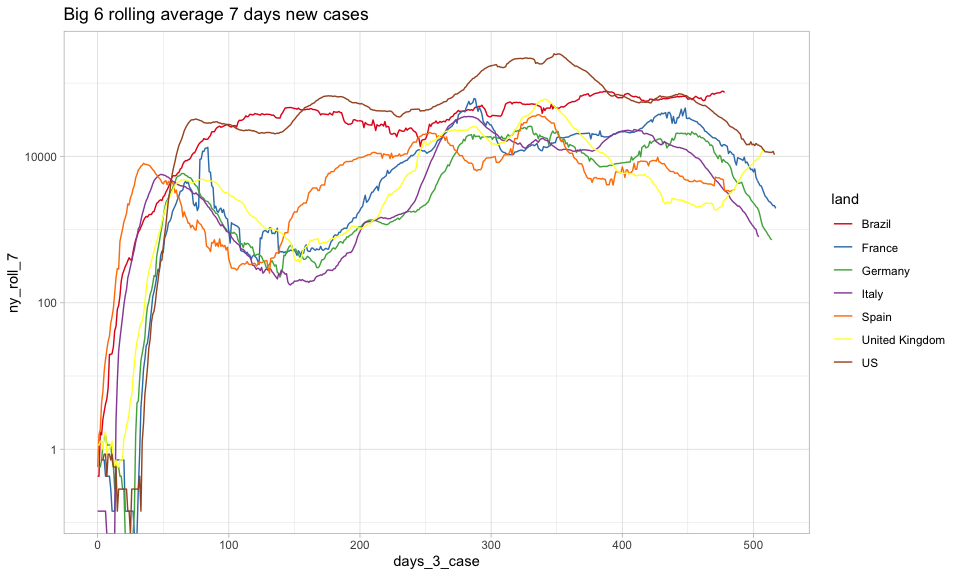 Big 6 rolling average 7 days new cases
ny_roll_7
10000
100
1
0
100
200
300
400
500
days_3_case
land
Brazil
France
Germany
Italy
Spain
United Kingdom
US